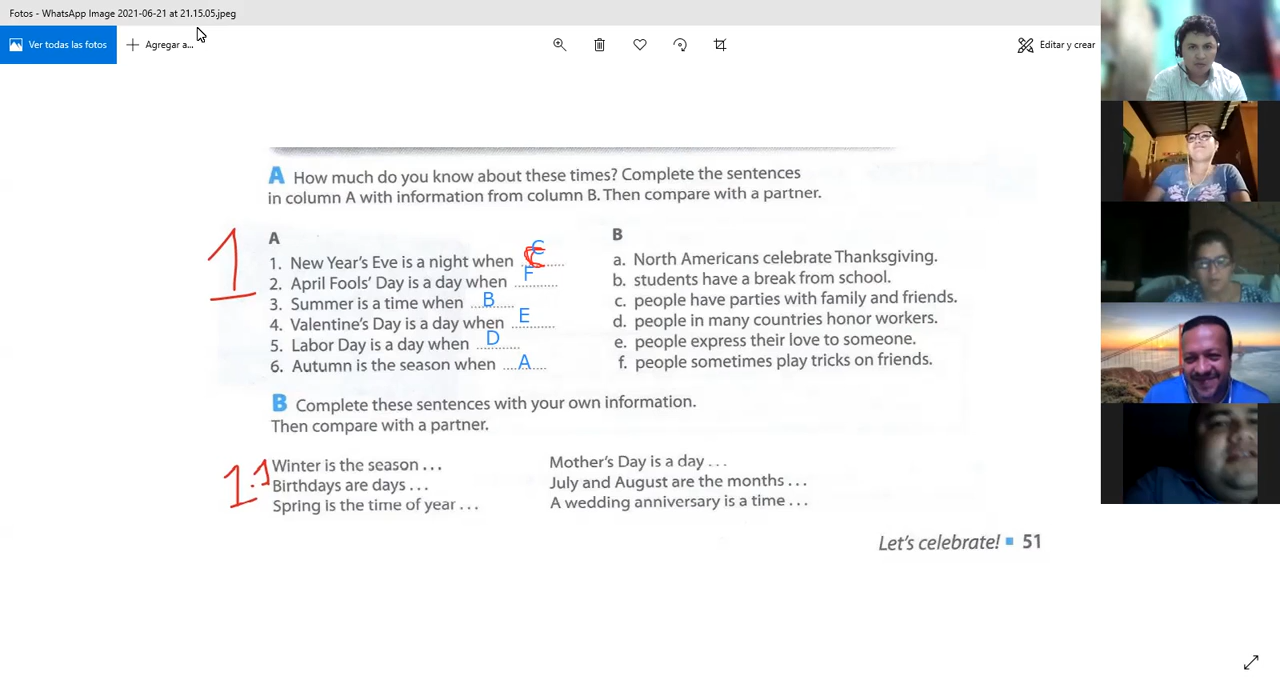 Fotos - WhatsApp Image 2021-06-21 at 21.15.05.jpeg
Ver todas las fotos
Agregar a...
Editar y crear
A How much do you know about these times? Complete the sentences
in column A with information from column B. Then compare with a partner.
1
A
1. New Year's Eve is a night when C
2. April Fools' Day is a day when F
3. Summer is a time when B
4. Valentine's Day is a day when E
5. Labor Day is a day when D
6. Autumn is the season when A
B
a. North Americans celebrate Thanksgiving.
b. students have a break from school.
c. people have parties with family and friends.
d. people in many countries honor workers.
e. people express their love to someone.
f. people sometimes play tricks on friends.
B Complete these sentences with your own information.
Then compare with a partner.
1.1
Winter is the season ...
Birthdays are days ...
Spring is the time of year ...
Mother's Day is a day ...
July and August are the months ...
A wedding anniversary is a time ...
Let's celebrate! ▪ 51